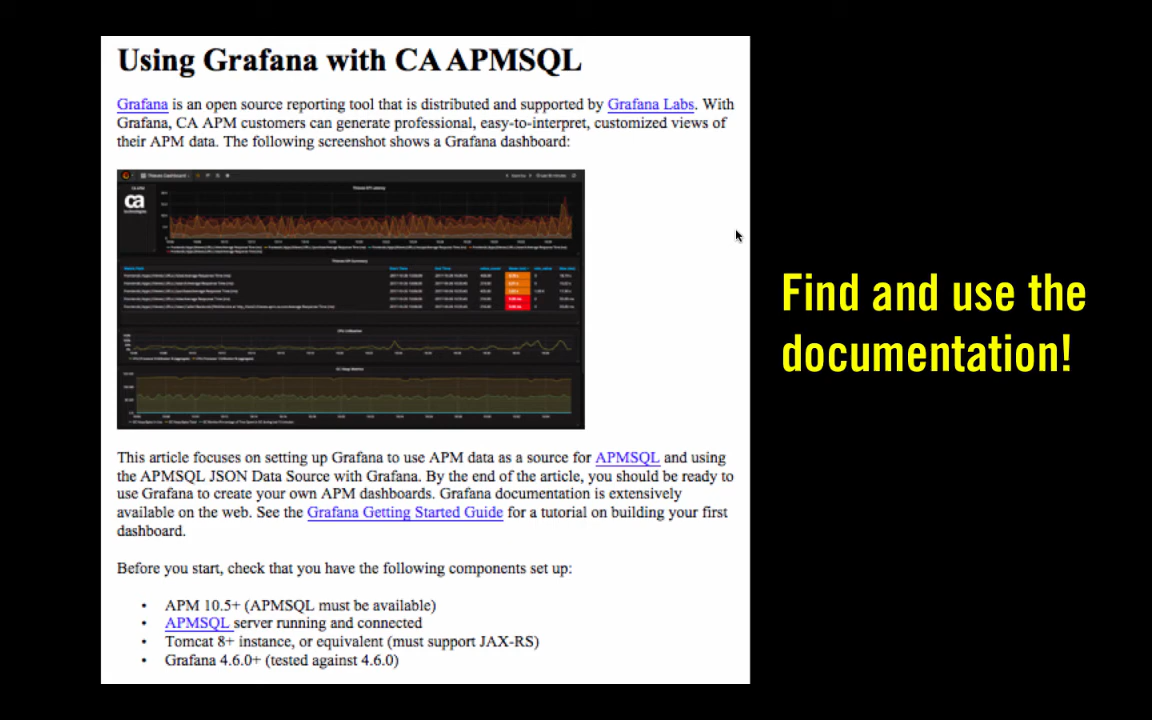 Using Grafana with CA APMSQL
Grafana is an open source reporting tool that is distributed and supported by Grafana Labs. With
Grafana, CA APM customers can generate professional, easy-to-interpret, customized views of
their APM data. The following screenshot shows a Grafana dashboard:
Thieves Dashboard
ca
technologies
This article focuses on setting up Grafana to use APM data as a source for APMSQL and using
the APMSQL JSON Data Source with Grafana. By the end of the article, you should be ready to
use Grafana to create your own APM dashboards. Grafana documentation is extensively
available on the web. See the Grafana Getting Started Guide for a tutorial on building your first
dashboard.
Before you start, check that you have the following components set up:
• APM 10.5+ (APMSQL must be available)
• APMSQL server running and connected
• Tomcat 8+ instance, or equivalent (must support JAX-RS)
• Grafana 4.6.0+ (tested against 4.6.0)
Find and use the
documentation!